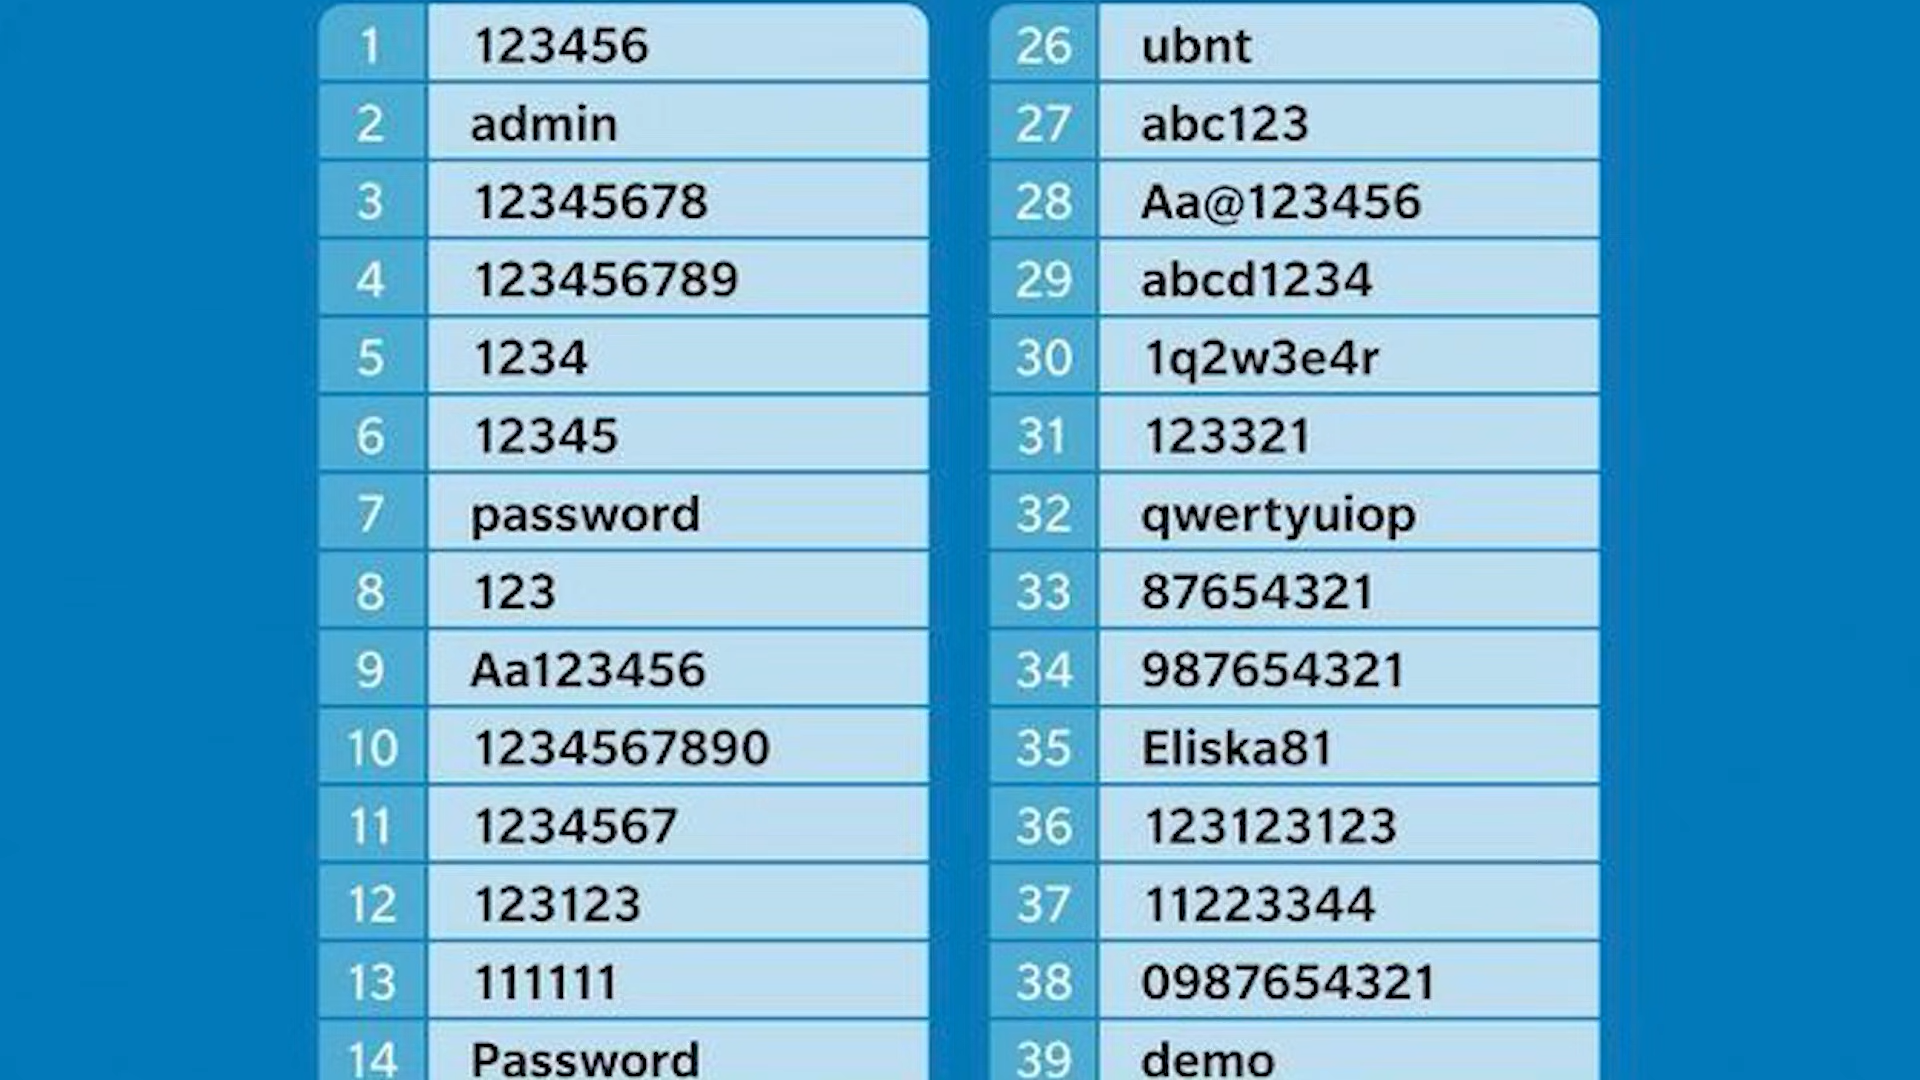 1 123456
2 admin
3 12345678
4 123456789
5 1234
6 12345
7 password
8 123
9 Aa123456
10 1234567890
11 1234567
12 123123
13 111111
14 Password
26 ubnt
27 abc123
28 Aa@123456
29 abcd1234
30 1q2w3e4r
31 123321
32 qwertyuiop
33 87654321
34 987654321
35 Eliska81
36 123123123
37 11223344
38 0987654321
39 demo